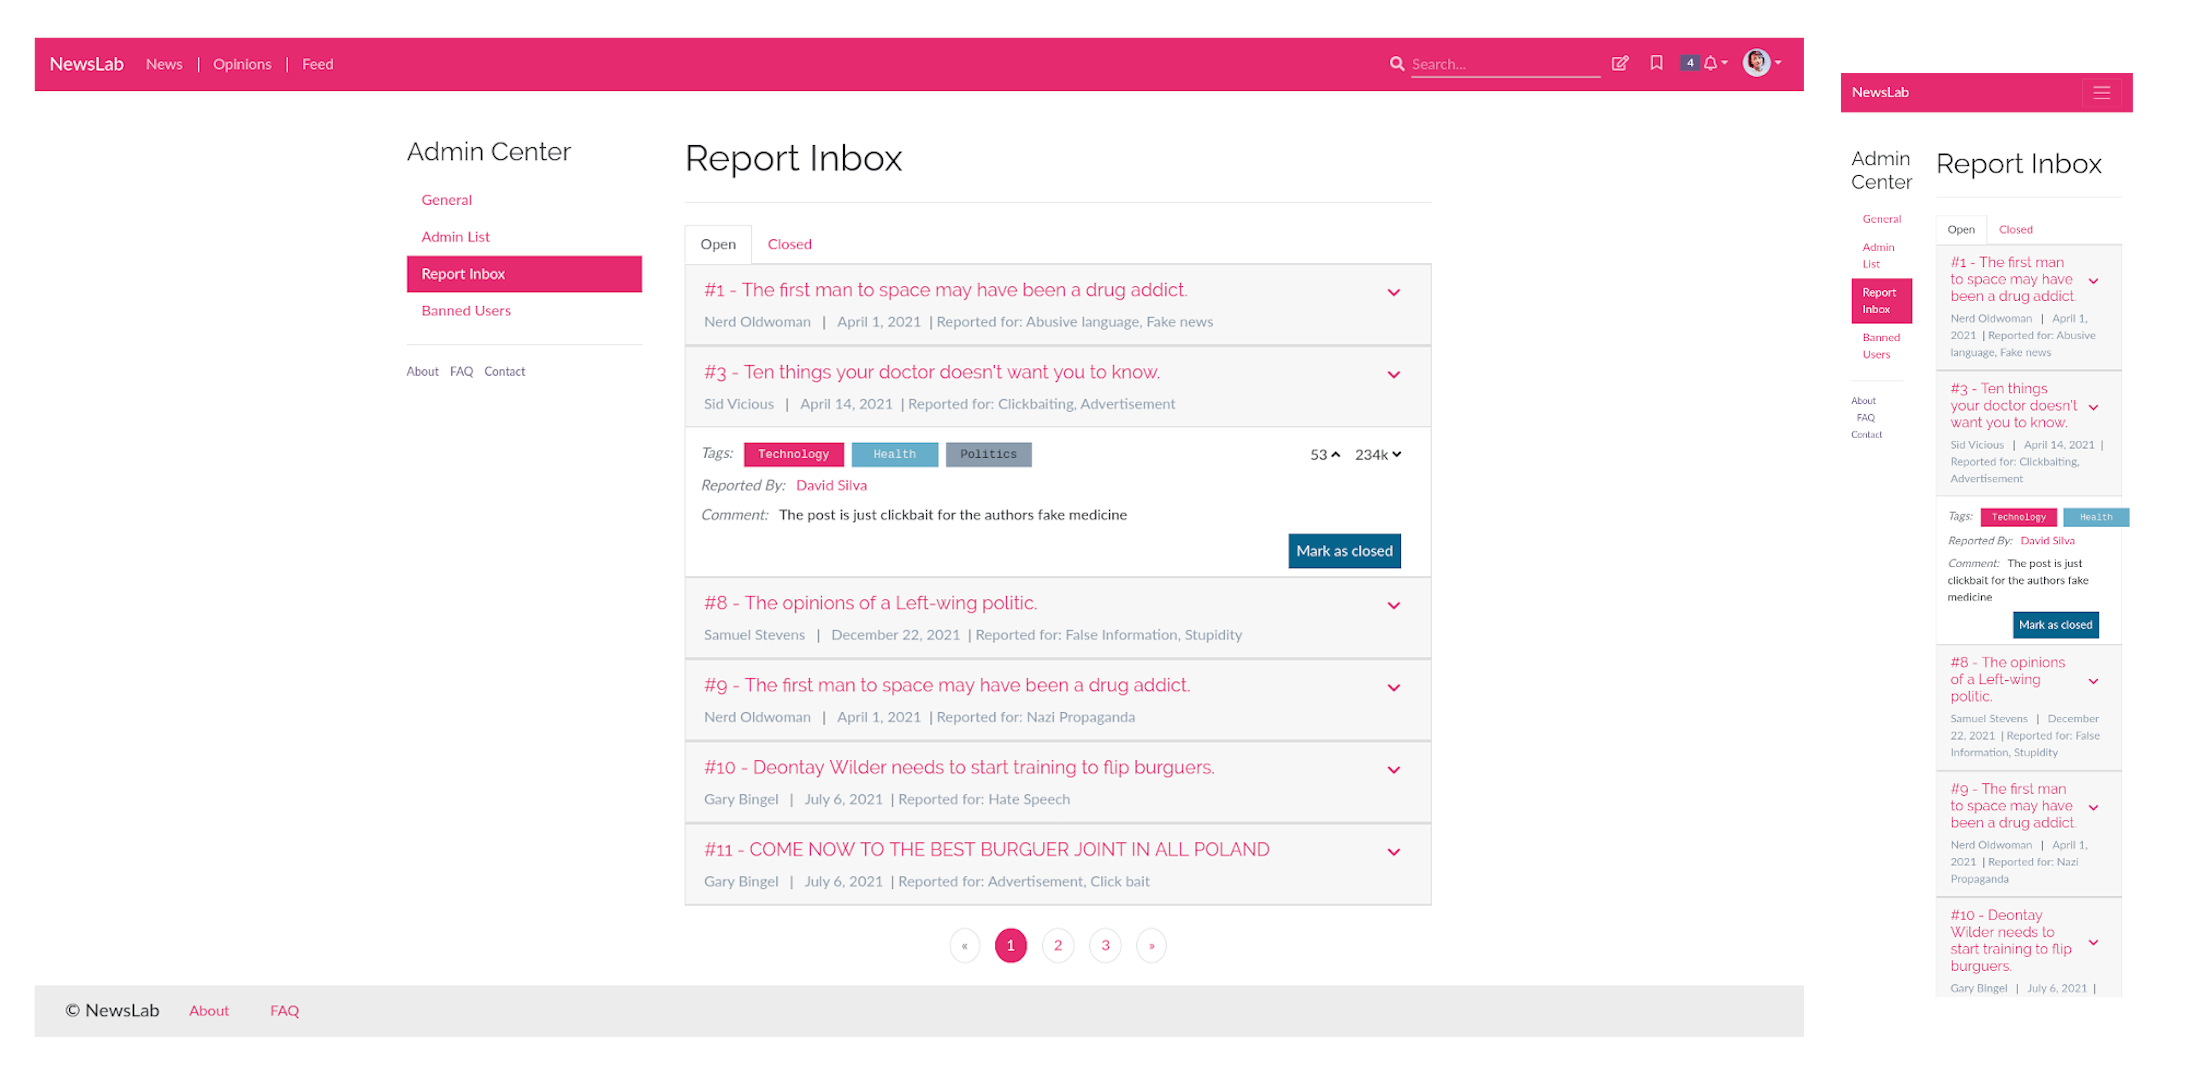 NewsLab News | Opinions | Feed Search... 4
Admin Center
General
Admin List
Report Inbox
Banned Users
About FAQ Contact
Report Inbox
Open Closed
#1 - The first man to space may have been a drug addict.
Nerd Oldwoman | April 1, 2021 | Reported for: Abusive language, Fake news
#3 - Ten things your doctor doesn't want you to know.
Sid Vicious | April 14, 2021 | Reported for: Clickbaiting, Advertisement
Tags: Technology Health Politics 53 234k
Reported By: David Silva
Comment: The post is just clickbait for the authors fake medicine
Mark as closed
#8 - The opinions of a Left-wing politic.
Samuel Stevens | December 22, 2021 | Reported for: False Information, Stupidity
#9 - The first man to space may have been a drug addict.
Nerd Oldwoman | April 1, 2021 | Reported for: Nazi Propaganda
#10 - Deontay Wilder needs to start training to flip burguers.
Gary Bingel | July 6, 2021 | Reported for: Hate Speech
#11 - COME NOW TO THE BEST BURGUER JOINT IN ALL POLAND
Gary Bingel | July 6, 2021 | Reported for: Advertisement, Click bait
« 1 2 3 »
© NewsLab About FAQ
NewsLab
Admin
Center
General
Admin
List
Report
Inbox
Banned
Users
About
FAQ
Contact
Report Inbox
Open Closed
#1 - The first man
to space may have
been a drug addict.
Nerd Oldwoman | April 1,
2021 | Reported for: Abusive
language, Fake news
#3 - Ten things
your doctor doesn't
want you to know.
Sid Vicious | April 14, 2021 |
Reported for: Clickbaiting,
Advertisement
Tags: Technology Health
Reported By: David Silva
Comment: The post is just
clickbait for the authors fake
medicine
Mark as closed
#8 - The opinions
of a Left-wing
politic.
Samuel Stevens | December
22, 2021 | Reported for: False
Information, Stupidity
#9 - The first man
to space may have
been a drug addict.
Nerd Oldwoman | April 1,
2021 | Reported for: Nazi
Propaganda
#10 - Deontay
Wilder needs to
start training to flip
burguers.
Gary Bingel | July 6, 2021 |